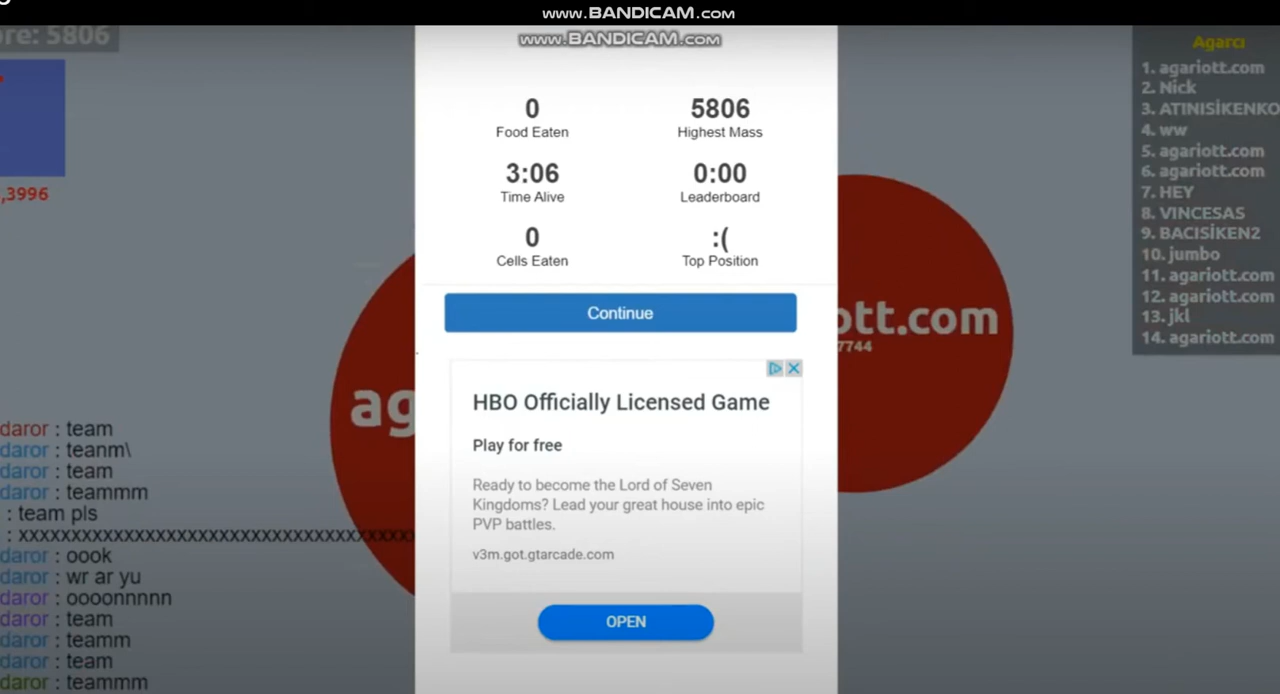 www.BANDICAM.com
www.BANDICAM.com
re: 5806
,3996
0
Food Eaten
5806
Highest Mass
3:06
Time Alive
0:00
Leaderboard
0
Cells Eaten
:(
Top Position
Continue
HBO Officially Licensed Game
Play for free
Ready to become the Lord of Seven
Kingdoms? Lead your great house into epic
PVP battles.
v3m.got.gtarcade.com
OPEN
Agarcı
1. agariott.com
2. Nick
3. ATINISİKENKO
4. ww
5. agariott.com
6. agariott.com
7. HEY
8. VINCESAS
9. BACISİKEN2
10. jumbo
11. agariott.com
12. agariott.com
13. jkl
14. agariott.com
ag
ott.com
7744
daror : team
daror : teanm\
daror : team
daror : teammm
: team pls
daror : oook
daror : wr ar yu
daror : oooonnnnn
daror : team
daror : teamm
daror : team
daror : teammm